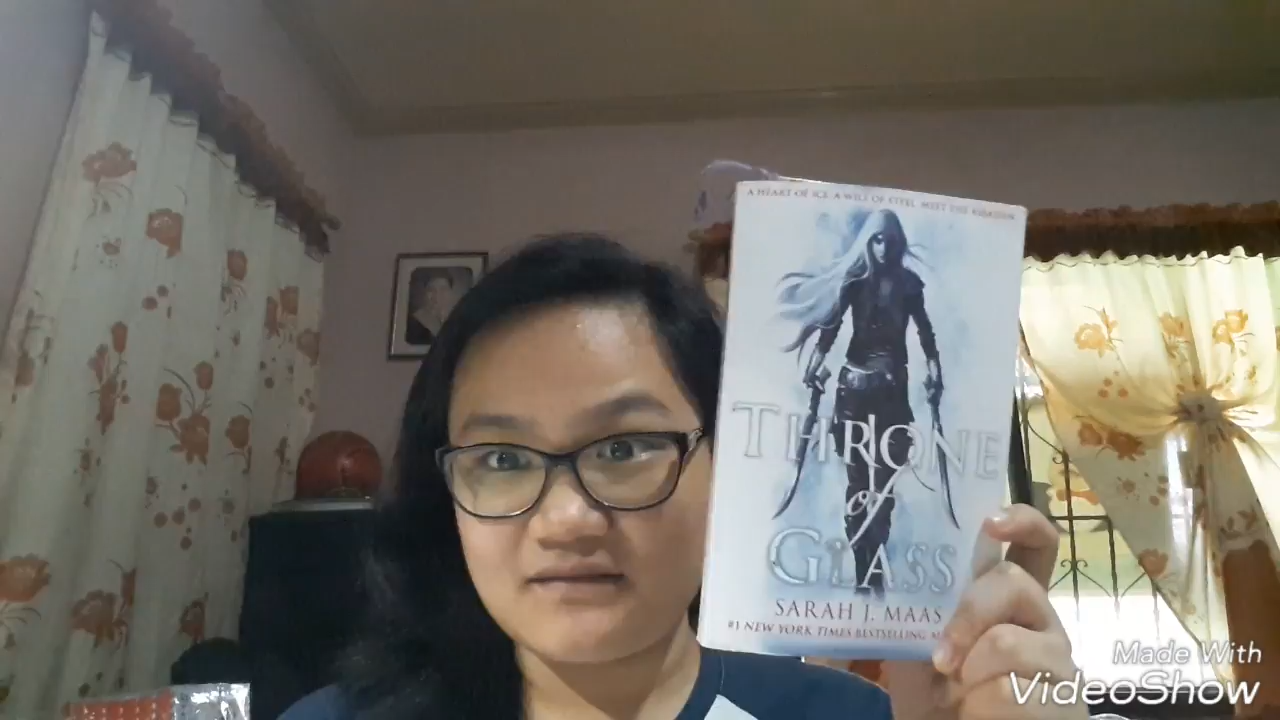 A HEART OF ICE. A WILL OF STEEL. MEET THE ASSASSIN.
THRONE
of
GLASS
SARAH J. MAAS
#1 NEW YORK TIMES BESTSELLING
Made With
VideoShow